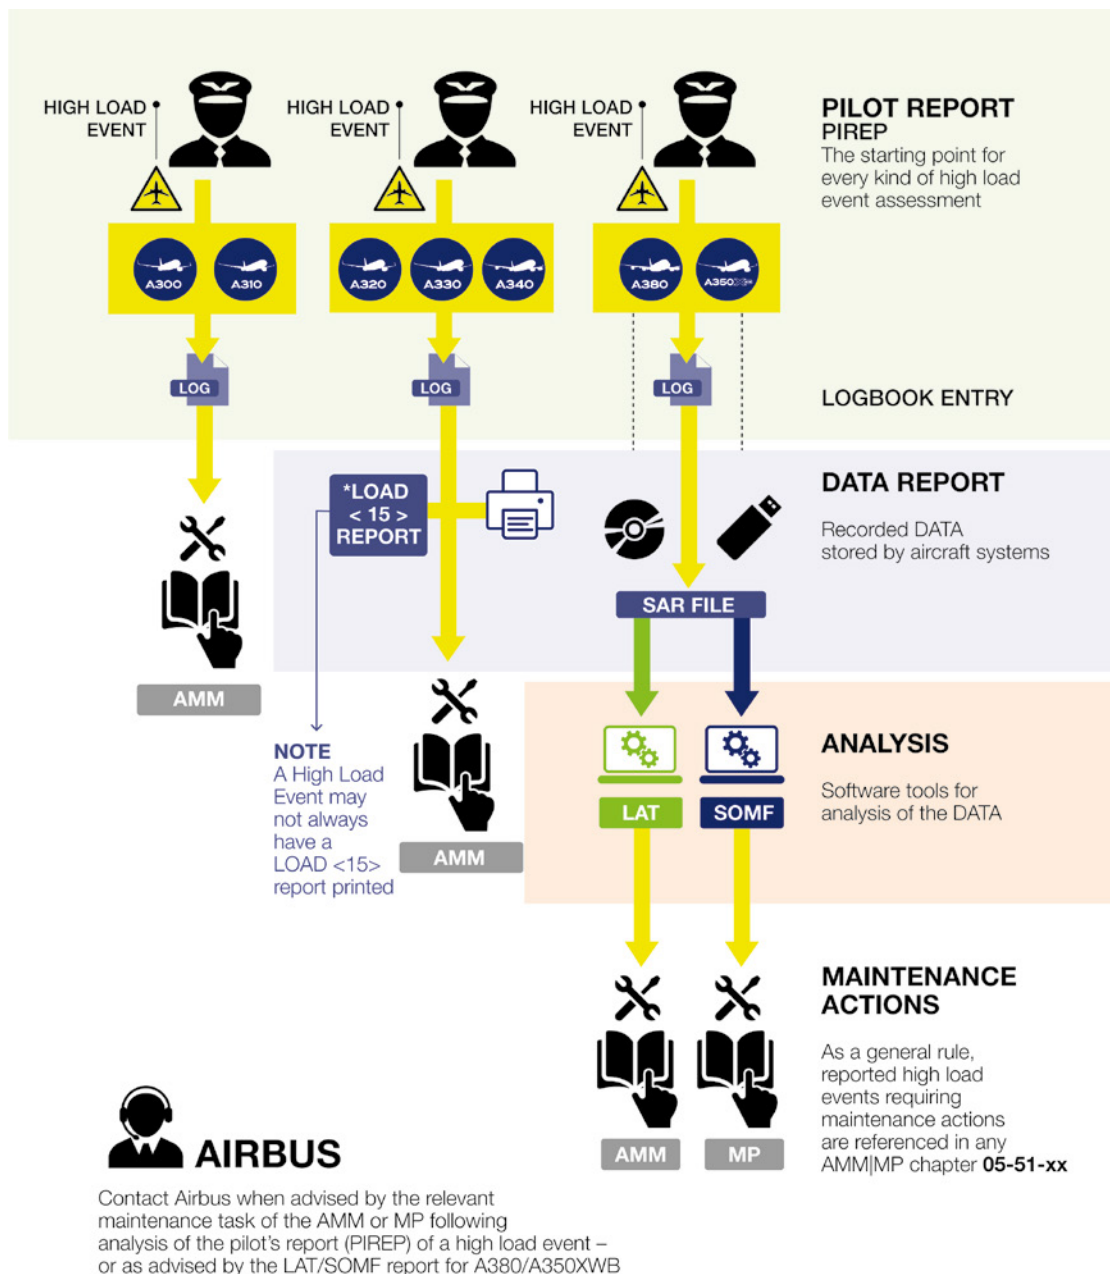 HIGH LOAD
EVENT
HIGH LOAD
EVENT
HIGH LOAD
EVENT
PILOT REPORT
PIREP
The starting point for
every kind of high load
event assessment
A300
A310
A320
A330
A340
A380
A350XWB
LOG
LOG
LOG
LOGBOOK ENTRY
*LOAD
< 15 >
REPORT
DATA REPORT
Recorded DATA
stored by aircraft systems
SAR FILE
AMM
NOTE
A High Load
Event may
not always
have a
LOAD <15>
report printed
AMM
LAT
SOMF
ANALYSIS
Software tools for
analysis of the DATA
MAINTENANCE
ACTIONS
As a general rule,
reported high load
events requiring
maintenance actions
are referenced in any
AMM|MP chapter 05-51-xx
AMM
MP
AIRBUS
Contact Airbus when advised by the relevant
maintenance task of the AMM or MP following
analysis of the pilot's report (PIREP) of a high load event –
or as advised by the LAT/SOMF report for A380/A350XWB